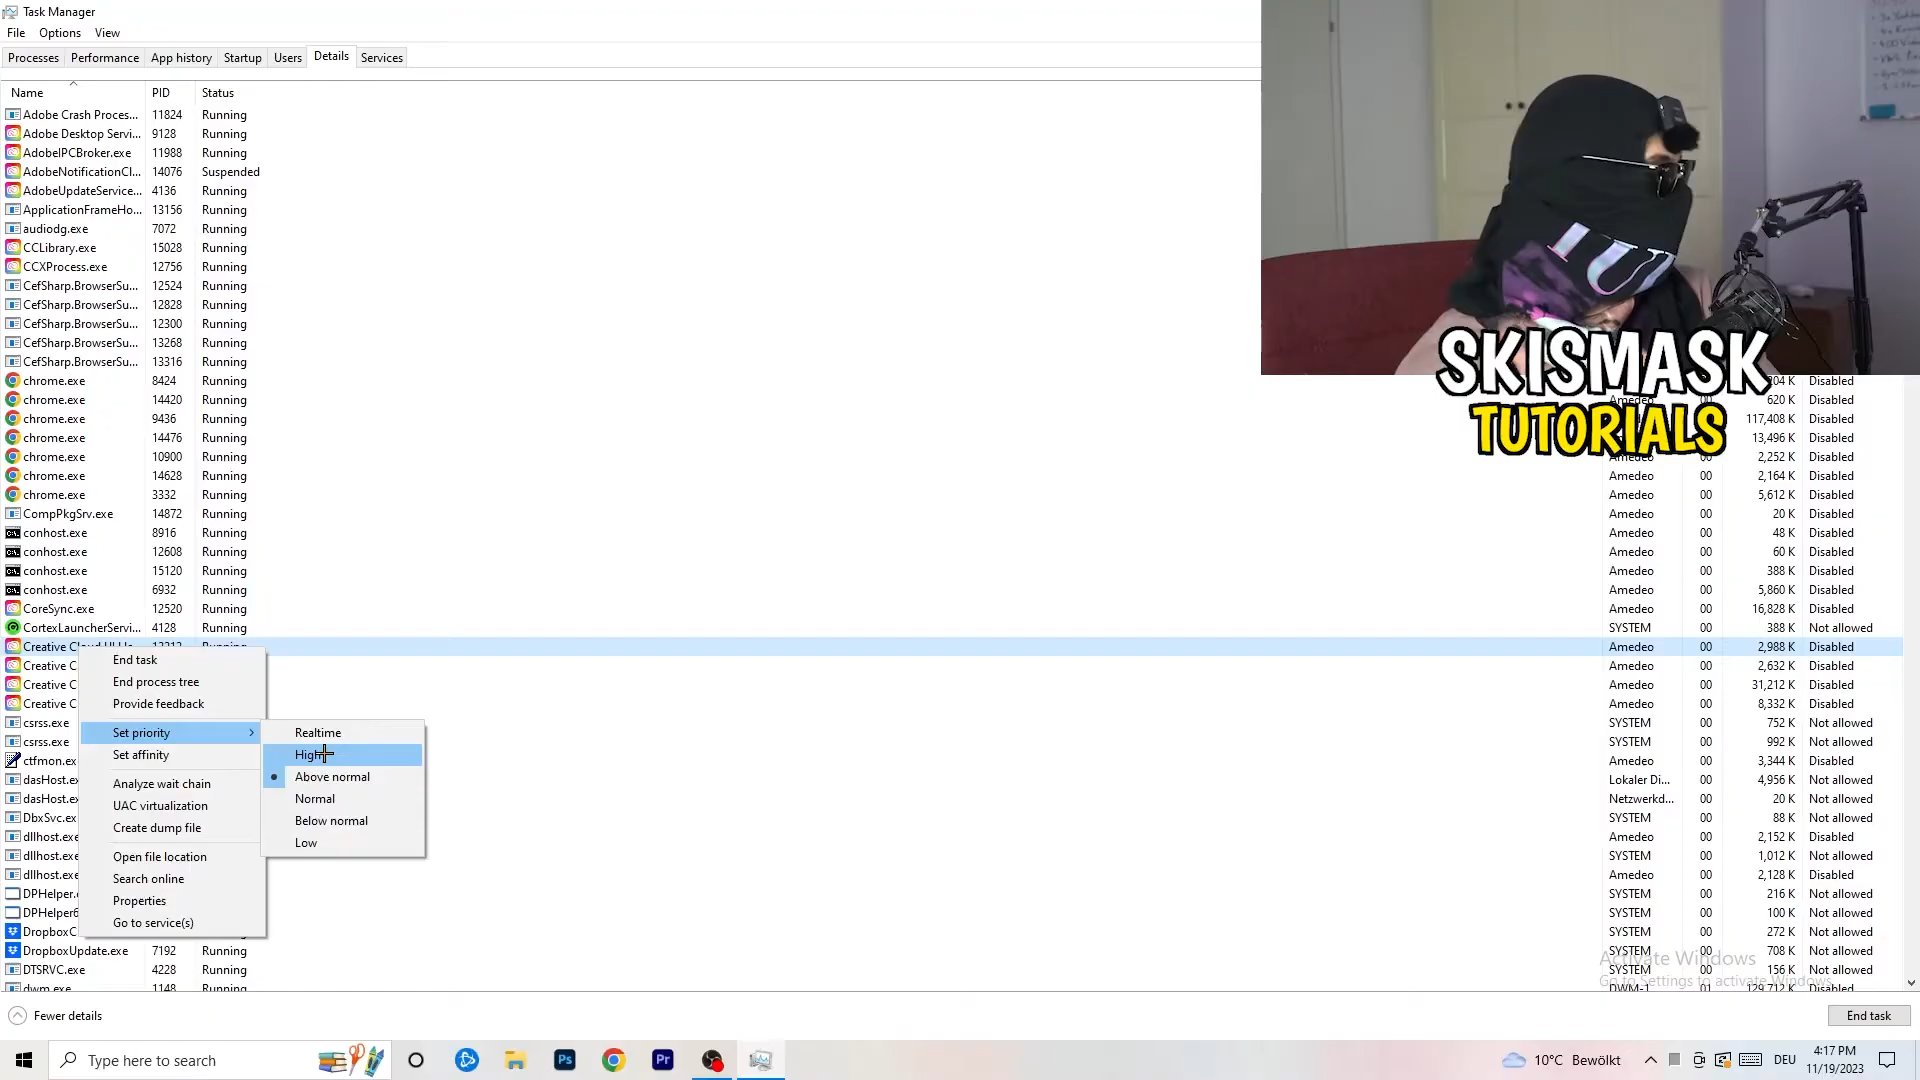 Task Manager
File Options View
Processes Performance App history Startup Users Details Services
Name PID Status
Adobe Crash Proces... 11824 Running
Adobe Desktop Servi... 9128 Running
AdobeIPCBroker.exe 11988 Running
AdobeNotificationCl... 14076 Suspended
AdobeUpdateService... 4136 Running
ApplicationFrameHo... 13156 Running
audiodg.exe 7072 Running
CCLibrary.exe 15028 Running
CCXProcess.exe 12756 Running
CefSharp.BrowserSu... 12524 Running
CefSharp.BrowserSu... 12828 Running
CefSharp.BrowserSu... 12300 Running
CefSharp.BrowserSu... 13268 Running
CefSharp.BrowserSu... 13316 Running
SKISMASK
TUTORIALS
chrome.exe 8424 Running Disabled
chrome.exe 14420 Running Amedeo 00 620 K Disabled
chrome.exe 9436 Running 117,408 K Disabled
chrome.exe 14476 Running 13,496 K Disabled
chrome.exe 10900 Running Amedeo 00 2,252 K Disabled
chrome.exe 14628 Running Amedeo 00 2,164 K Disabled
chrome.exe 3332 Running Amedeo 00 5,612 K Disabled
CompPkgSrv.exe 14872 Running Amedeo 00 20 K Disabled
conhost.exe 8916 Running Amedeo 00 48 K Disabled
conhost.exe 12608 Running Amedeo 00 60 K Disabled
conhost.exe 15120 Running Amedeo 00 388 K Disabled
conhost.exe 6932 Running Amedeo 00 5,860 K Disabled
CoreSync.exe 12520 Running Amedeo 00 16,828 K Disabled
CortexLauncherServi... 4128 Running SYSTEM 00 388 K Not allowed
Creative Amedeo 00 2,988 K Disabled
Creative C Amedeo 00 2,632 K Disabled
Creative C Amedeo 00 31,212 K Disabled
Creative C Amedeo 00 8,332 K Disabled
csrss.exe SYSTEM 00 752 K Not allowed
csrss.exe SYSTEM 00 992 K Not allowed
ctfmon.ex Amedeo 00 3,344 K Disabled
dasHost.ex Lokaler Di... 00 4,956 K Not allowed
dasHost.ex Netzwerkd... 00 20 K Not allowed
DbxSvc.ex SYSTEM 00 88 K Not allowed
dllhost.exe Amedeo 00 2,152 K Disabled
dllhost.exe SYSTEM 00 1,012 K Not allowed
dllhost.exe Amedeo 00 2,128 K Disabled
DPHelper. SYSTEM 00 216 K Not allowed
DPHelper6 SYSTEM 00 100 K Not allowed
DropboxC SYSTEM 00 272 K Not allowed
DropboxUpdate.exe 7192 Running SYSTEM 00 708 K Not allowed
DTSRVC.exe 4228 Running SYSTEM 00 156 K Not allowed
dwm.exe 1148 Running DWM-1 01 129,712 K Disabled
End task
End process tree
Provide feedback
Set priority
Set affinity
Analyze wait chain
UAC virtualization
Create dump file
Open file location
Search online
Properties
Go to service(s)
Realtime
High
Above normal
Normal
Below normal
Low
Activate Windows
Go to Settings to activate Windows.
Fewer details
End task
Type here to search
Ps
Pr
10°C Bewölkt
DEU
4:17 PM
11/19/2023